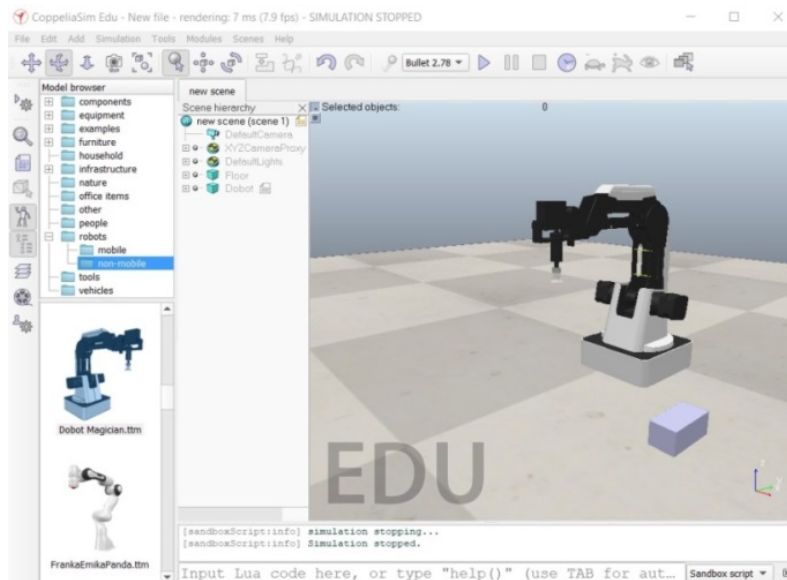 CoppeliaSim Edu - New file - rendering: 7 ms (7.9 fps) - SIMULATION STOPPED
File Edit Add Simulation Tools Modules Scenes Help
Bullet 2.78
Model browser
components
equipment
examples
furniture
household
infrastructure
nature
office items
other
people
robots
mobile
non-mobile
tools
vehicles
Dobot Magician.ttm
FrankaEmikaPanda.ttm
new scene
Scene hierarchy
new scene (scene 1)
DefaultCamera
XYZCameraProxy
DefaultLights
Floor
Dobot
Selected objects: 0
EDU
z
[sandboxScript:info] simulation stopping...
[sandboxScript:info] Simulation stopped.
Input Lua code here, or type "help()" (use TAB for aut...
Sandbox script